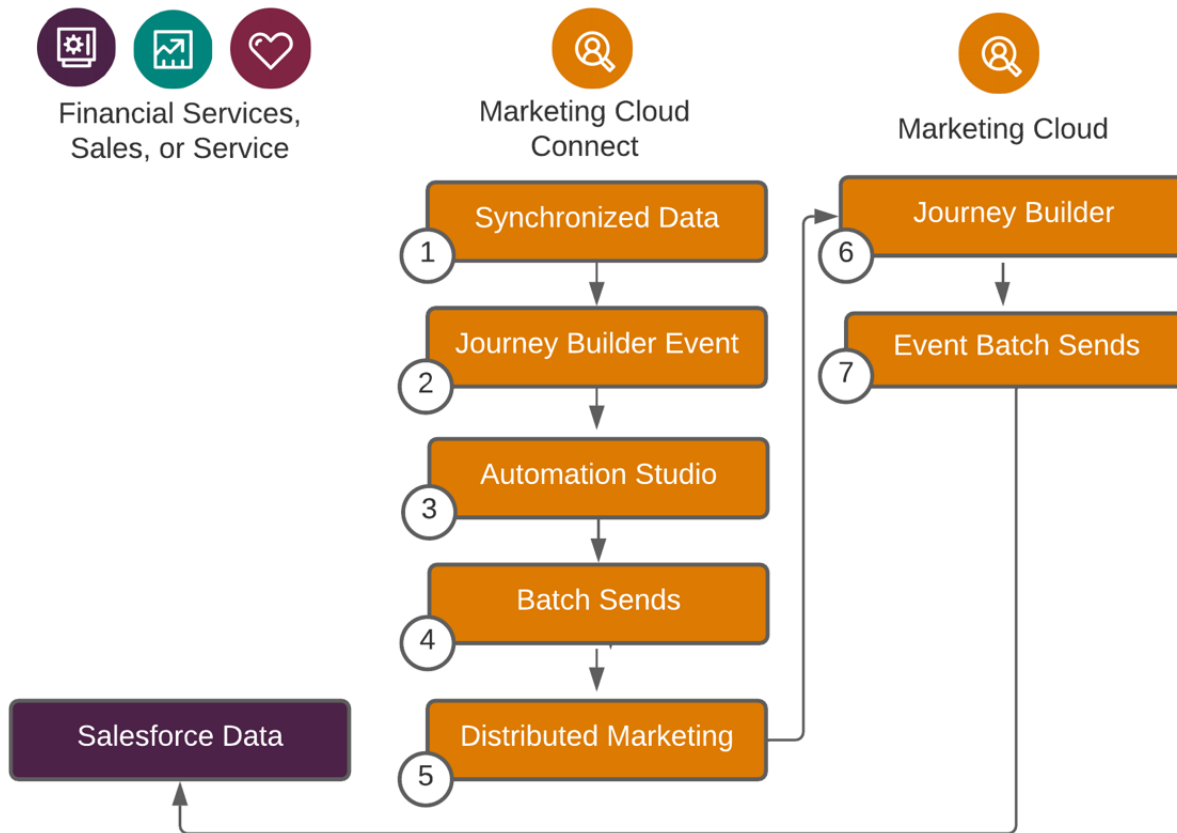 Financial Services,
Sales, or Service
Marketing Cloud
Connect
Marketing Cloud
Synchronized Data
1
Journey Builder Event
2
Automation Studio
3
Batch Sends
4
Distributed Marketing
5
Journey Builder
6
Event Batch Sends
7
Salesforce Data